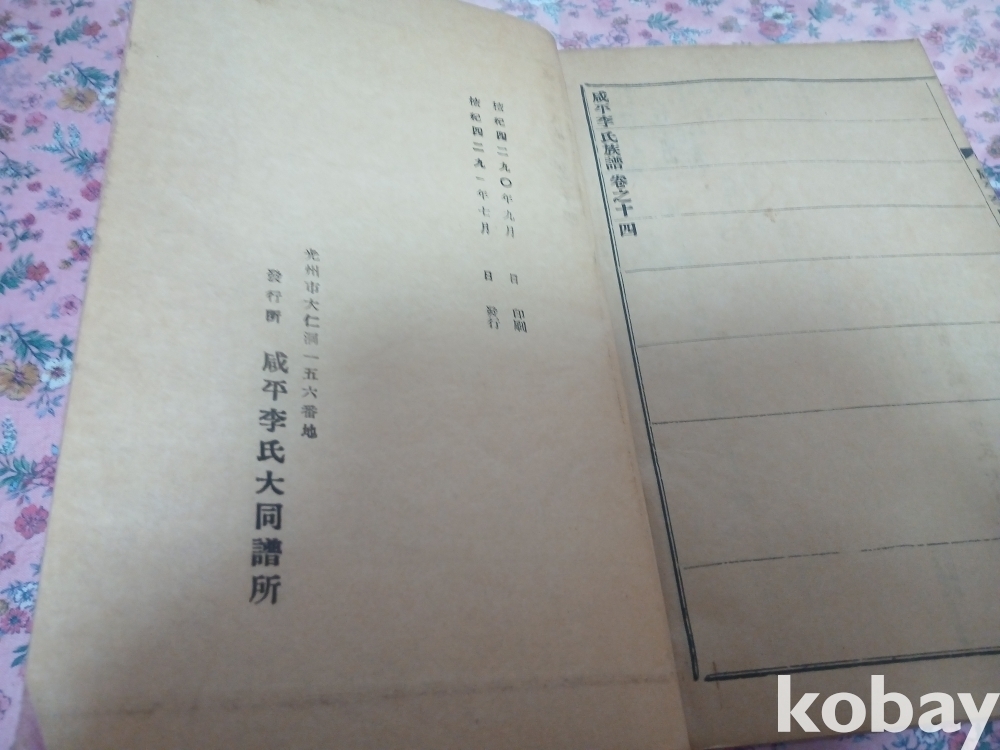 咸平李氏族譜 卷之十四
檀紀四二九〇年九月 日 印刷
檀紀四二九一年七月 日 發行
光州市大仁洞一五六番地
發行所 咸平李氏大同譜所
kobay